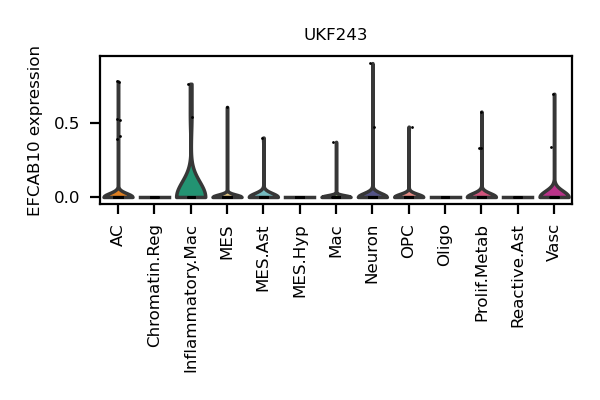 UKF243
EFCAB10 expression
0.5
0.0
AC
Chromatin.Reg
Inflammatory.Mac
MES
MES.Ast
MES.Hyp
Mac
Neuron
OPC
Oligo
Prolif.Metab
Reactive.Ast
Vasc